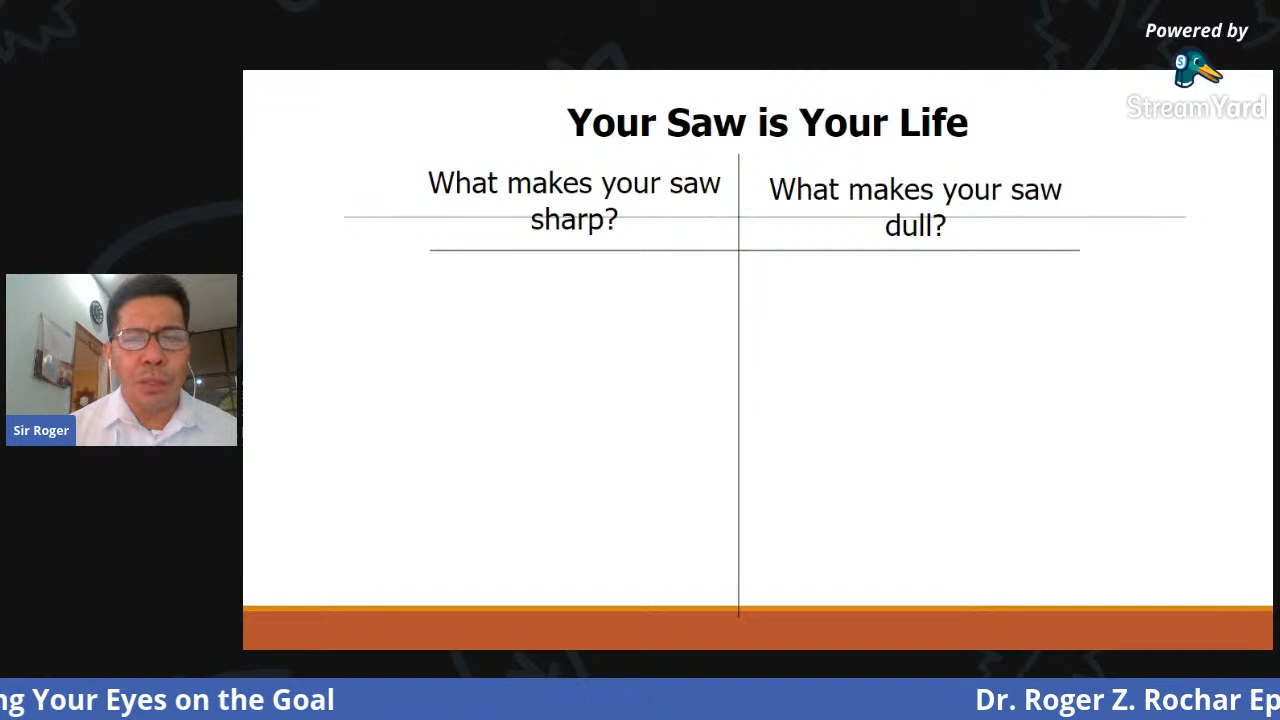 Powered by
StreamYard
Your Saw is Your Life
What makes your saw
sharp?
What makes your saw
dull?
Sir Roger
ng Your Eyes on the Goal
Dr. Roger Z. Rochar Ep